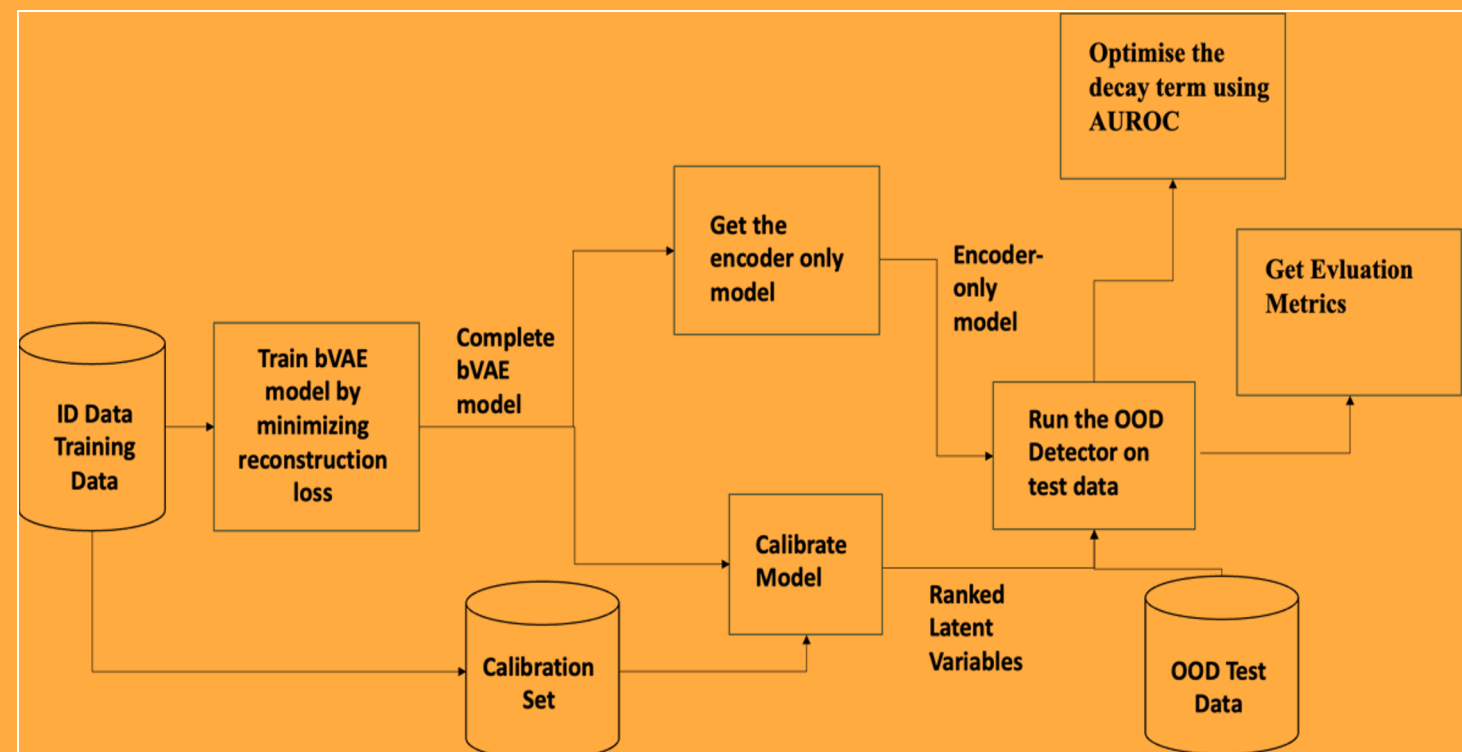 ID Data
Training
Data
Train bVAE
model by
minimizing
reconstruction
loss
Complete
bVAE
model
Get the
encoder only
model
Encoder-
only
model
Calibration
Set
Calibrate
Model
Ranked
Latent
Variables
OOD Test
Data
Run the OOD
Detector on
test data
Optimise the
decay term using
AUROC
Get Evluation
Metrics